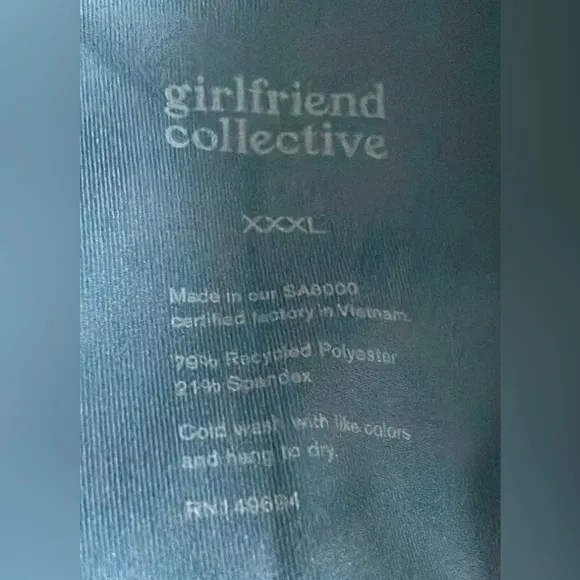 girlfriend
collective
XXXL
Made in our SA8000
certified factory in Vietnam.
79% Recycled Polyester
21% Spandex
Cold wash with like colors
and hang to dry.
RN149694